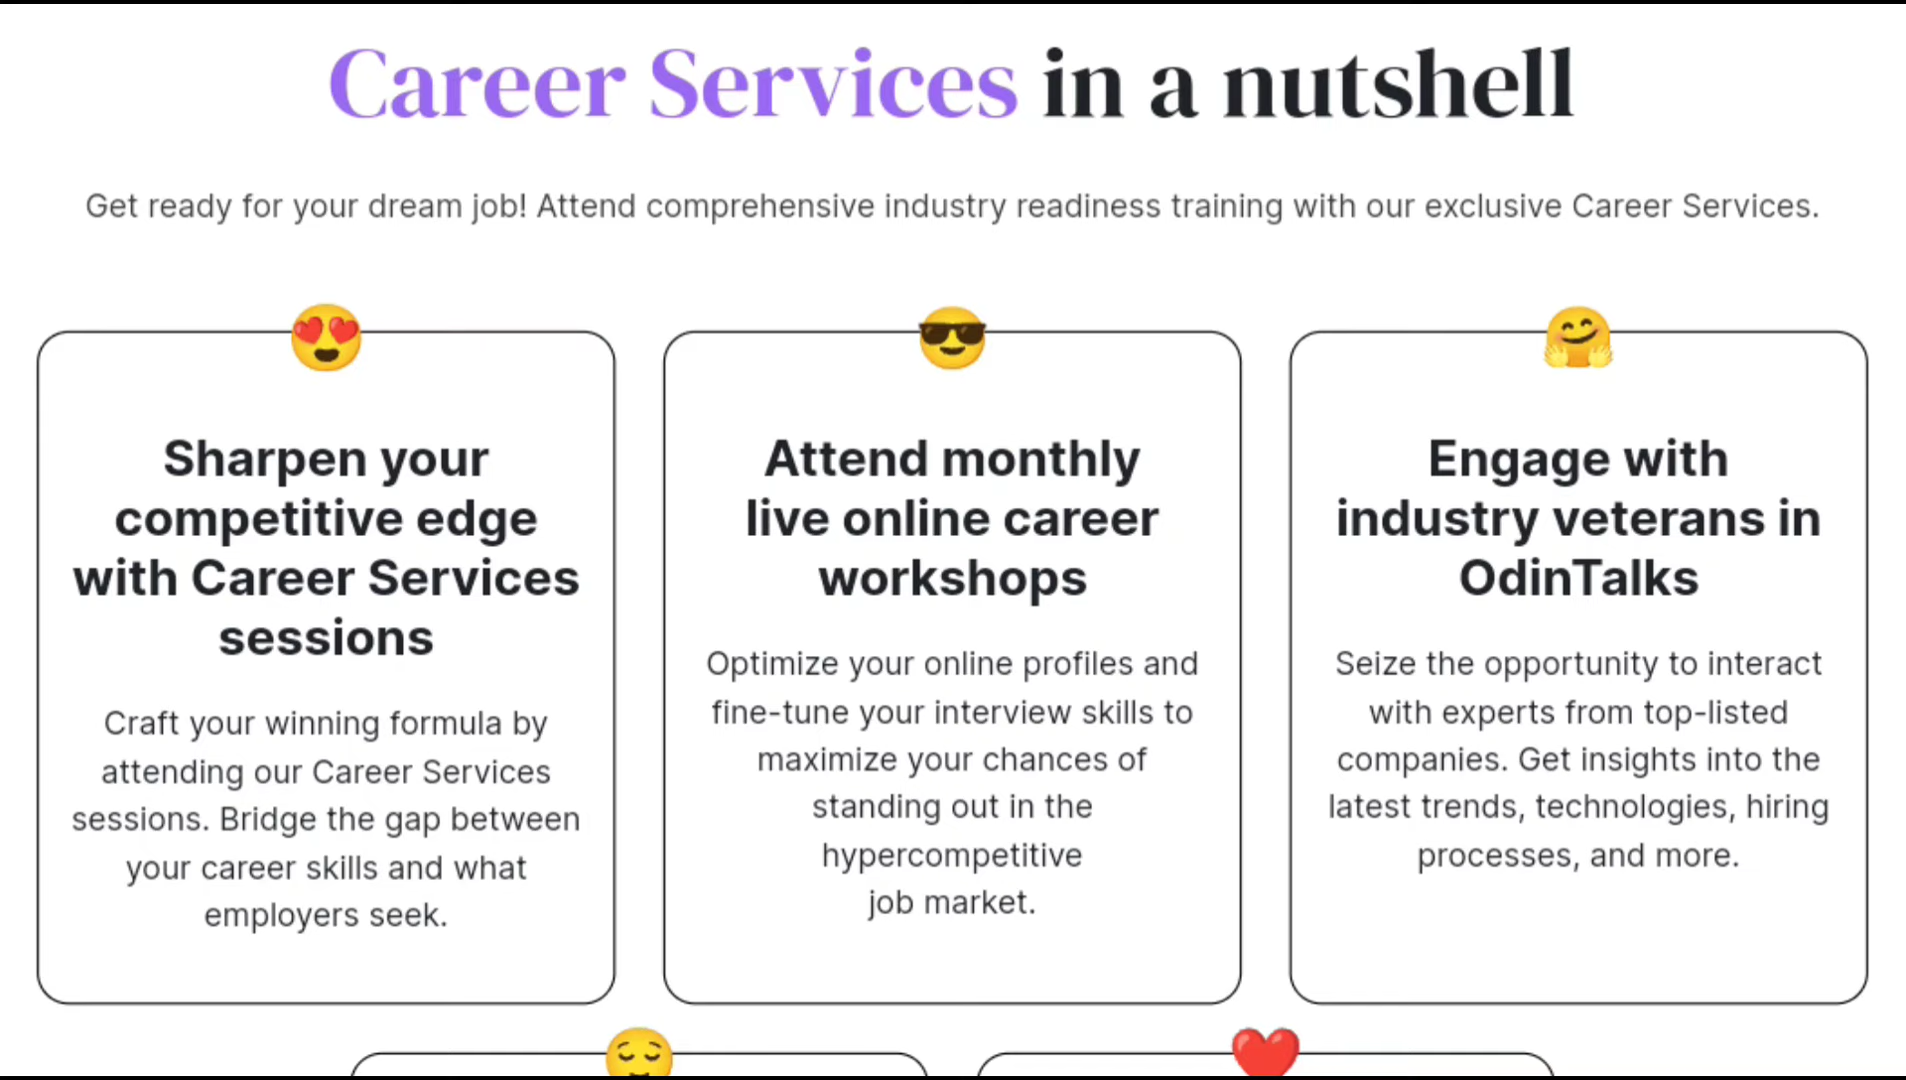 Career Services in a nutshell
Get ready for your dream job! Attend comprehensive industry readiness training with our exclusive Career Services.
Sharpen your
competitive edge
with Career Services
sessions
Craft your winning formula by
attending our Career Services
sessions. Bridge the gap between
your career skills and what
employers seek.
Attend monthly
live online career
workshops
Optimize your online profiles and
fine-tune your interview skills to
maximize your chances of
standing out in the
hypercompetitive
job market.
Engage with
industry veterans in
OdinTalks
Seize the opportunity to interact
with experts from top-listed
companies. Get insights into the
latest trends, technologies, hiring
processes, and more.